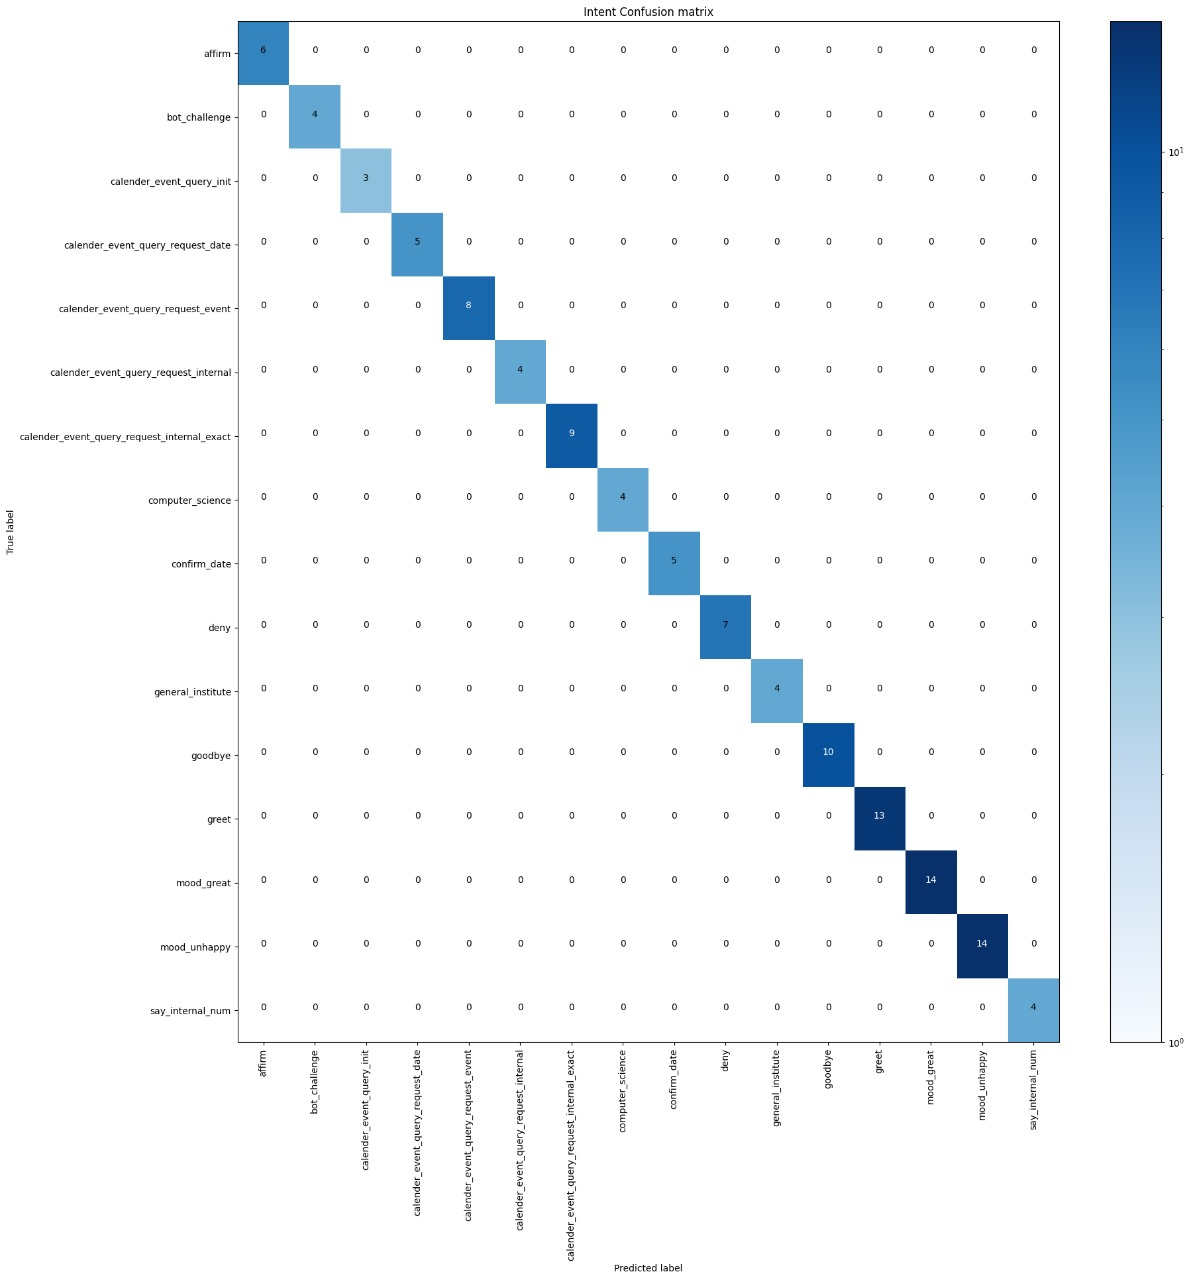 Intent Confusion matrix
affirm 6 0 0 0 0 0 0 0 0 0 0 0 0 0 0 0
bot_challenge 0 4 0 0 0 0 0 0 0 0 0 0 0 0 0 0
calender_event_query_init 0 0 3 0 0 0 0 0 0 0 0 0 0 0 0 0
calender_event_query_request_date 0 0 0 5 0 0 0 0 0 0 0 0 0 0 0 0
calender_event_query_request_event 0 0 0 0 8 0 0 0 0 0 0 0 0 0 0 0
calender_event_query_request_internal 0 0 0 0 0 4 0 0 0 0 0 0 0 0 0 0
calender_event_query_request_internal_exact 0 0 0 0 0 0 9 0 0 0 0 0 0 0 0 0
computer_science 0 0 0 0 0 0 0 4 0 0 0 0 0 0 0 0
confirm_date 0 0 0 0 0 0 0 0 5 0 0 0 0 0 0 0
deny 0 0 0 0 0 0 0 0 0 7 0 0 0 0 0 0
general_institute 0 0 0 0 0 0 0 0 0 0 4 0 0 0 0 0
goodbye 0 0 0 0 0 0 0 0 0 0 0 10 0 0 0 0
greet 0 0 0 0 0 0 0 0 0 0 0 0 13 0 0 0
mood_great 0 0 0 0 0 0 0 0 0 0 0 0 0 14 0 0
mood_unhappy 0 0 0 0 0 0 0 0 0 0 0 0 0 0 14 0
say_internal_num 0 0 0 0 0 0 0 0 0 0 0 0 0 0 0 4
True label
affirm
bot_challenge
calender_event_query_init
calender_event_query_request_date
calender_event_query_request_event
calender_event_query_request_internal
calender_event_query_request_internal_exact
computer_science
confirm_date
deny
general_institute
goodbye
greet
mood_great
mood_unhappy
say_internal_num
Predicted label
10¹
10⁰